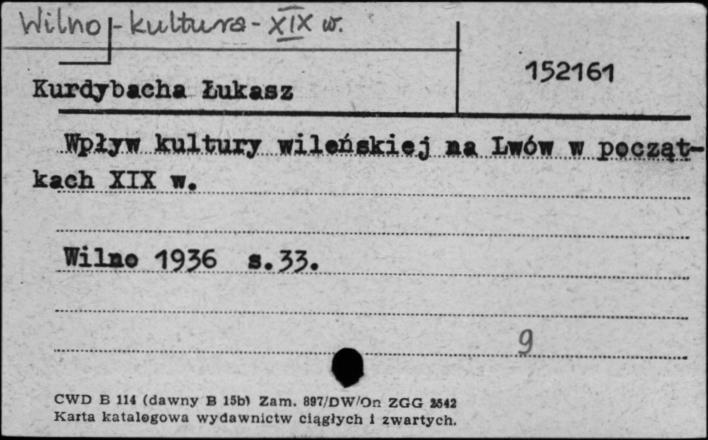 Wilno - kultura - XIX w.
152161
Kurdybacha Łukasz
Wpływ kultury wileńskiej na Lwów w począt-
kach XIX w.
Wilno 1936 s.33.
9
CWD B 114 (dawny B 15b) Zam. 897/DW/On ZGG 2542
Karta katalogowa wydawnictw ciągłych i zwartych.